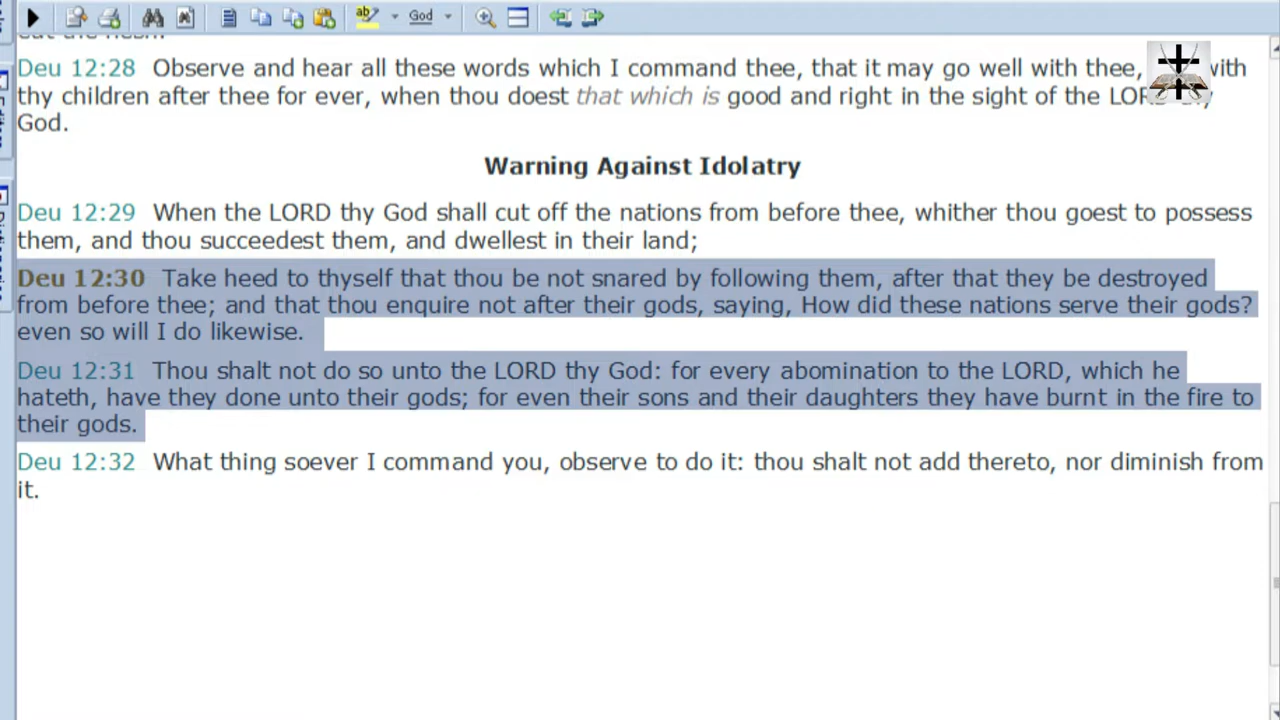 God
Deu 12:28 Observe and hear all these words which I command thee, that it may go well with thee, with
thy children after thee for ever, when thou doest that which is good and right in the sight of the LORD thy
God.
Warning Against Idolatry
Deu 12:29 When the LORD thy God shall cut off the nations from before thee, whither thou goest to possess
them, and thou succeedest them, and dwellest in their land;
Deu 12:30 Take heed to thyself that thou be not snared by following them, after that they be destroyed
from before thee; and that thou enquire not after their gods, saying, How did these nations serve their gods?
even so will I do likewise.
Deu 12:31 Thou shalt not do so unto the LORD thy God: for every abomination to the LORD, which he
hateth, have they done unto their gods; for even their sons and their daughters they have burnt in the fire to
their gods.
Deu 12:32 What thing soever I command you, observe to do it: thou shalt not add thereto, nor diminish from
it.